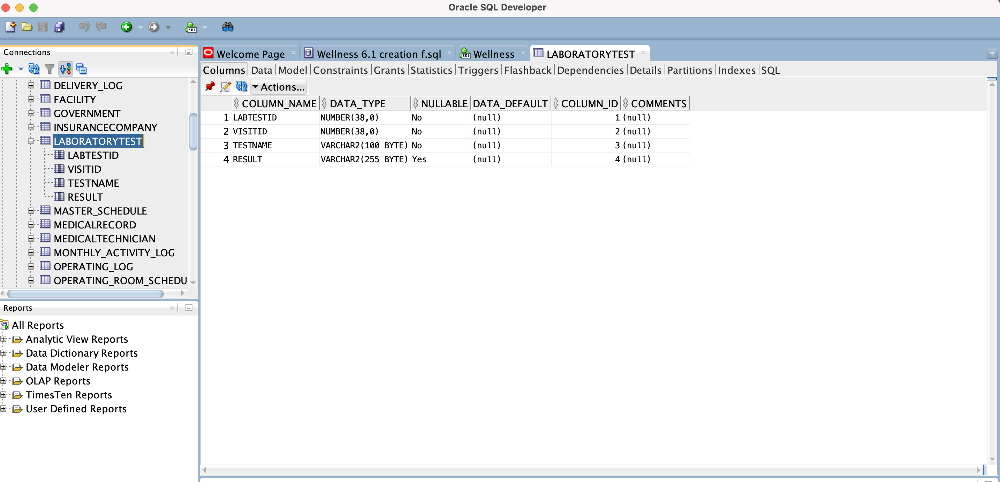 Oracle SQL Developer
Connections
DELIVERY_LOG
FACILITY
GOVERNMENT
INSURANCECOMPANY
LABORATORYTEST
LABTESTID
VISITID
TESTNAME
RESULT
MASTER_SCHEDULE
MEDICALRECORD
MEDICALTECHNICIAN
MONTHLY_ACTIVITY_LOG
OPERATING_LOG
OPERATING_ROOM_SCHEDU
Reports
All Reports
Analytic View Reports
Data Dictionary Reports
Data Modeler Reports
OLAP Reports
TimesTen Reports
User Defined Reports
Welcome Page Wellness 6.1 creation f.sql SQL Wellness LABORATORYTEST
Columns Data Model Constraints Grants Statistics Triggers Flashback Dependencies Details Partitions Indexes SQL
Actions...
COLUMN_NAME DATA_TYPE NULLABLE DATA_DEFAULT COLUMN_ID COMMENTS
1 LABTESTID NUMBER(38,0) No (null) 1 (null)
2 VISITID NUMBER(38,0) No (null) 2 (null)
3 TESTNAME VARCHAR2(100 BYTE) No (null) 3 (null)
4 RESULT VARCHAR2(255 BYTE) Yes (null) 4 (null)